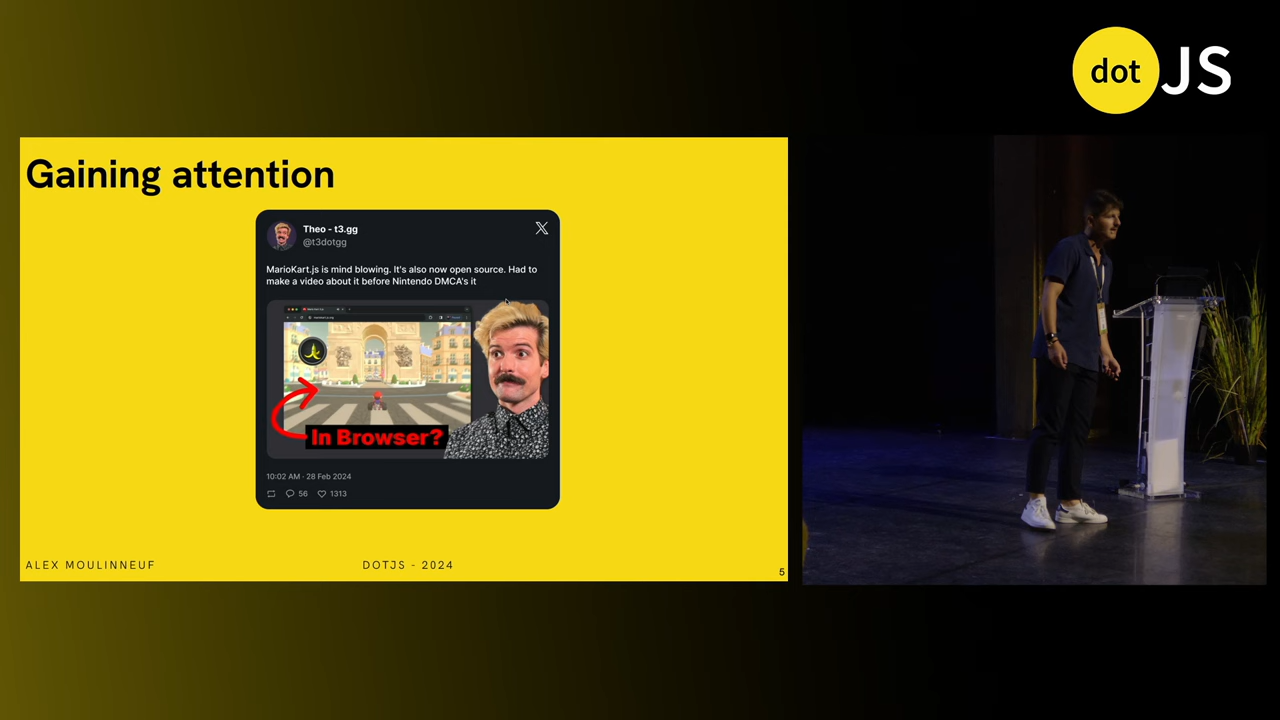 dot JS
Gaining attention
Theo - t3.gg
@t3dotgg
MarioKart.js is mind blowing. It's also now open source. Had to
make a video about it before Nintendo DMCA's it
In Browser?
10:02 AM · 28 Feb 2024
56 1313
ALEX MOULINNEUF
DOTJS - 2024
5